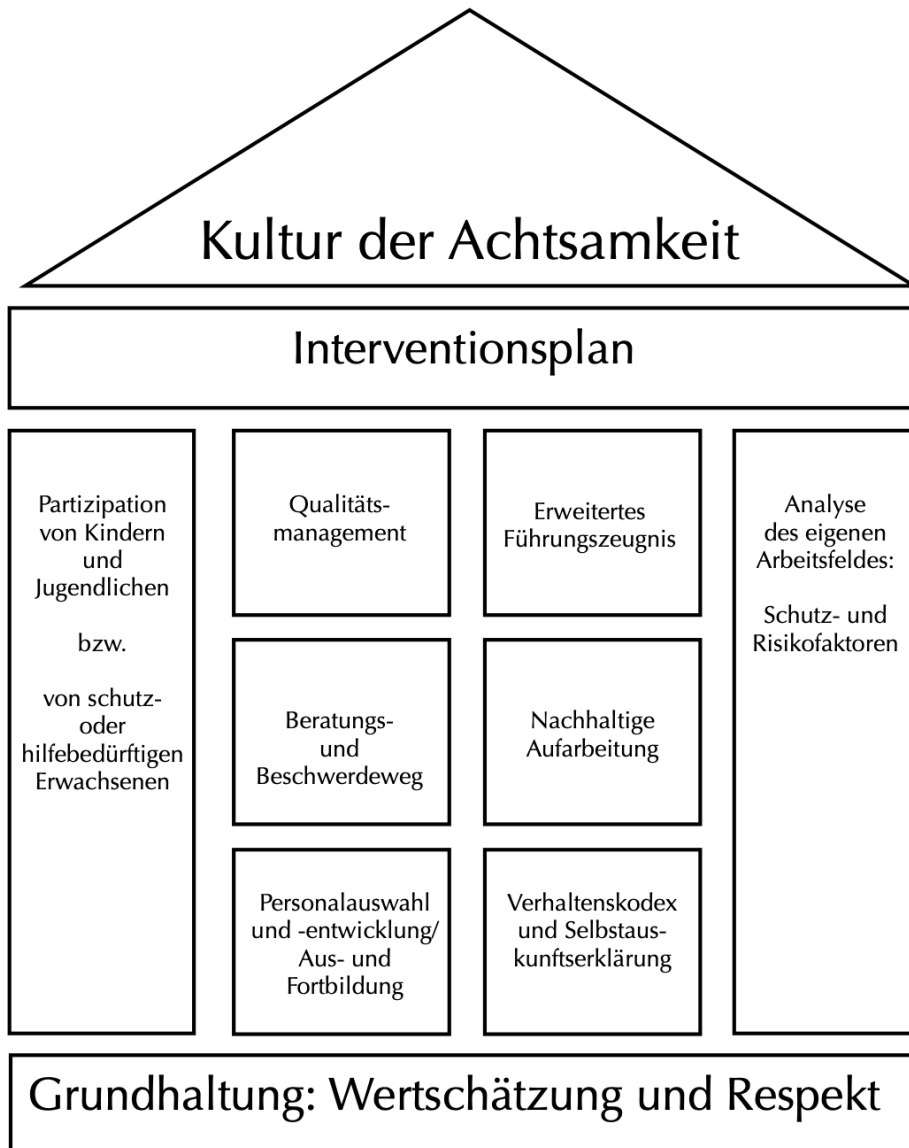 Kultur der Achtsamkeit
Interventionsplan
Partizipation
von Kindern
und
Jugendlichen
bzw.
von schutz-
oder
hilfebedürftigen
Erwachsenen
Qualitäts-
management
Erweitertes
Führungszeugnis
Analyse
des eigenen
Arbeitsfeldes:
Schutz- und
Risikofaktoren
Beratungs-
und
Beschwerdeweg
Nachhaltige
Aufarbeitung
Personalauswahl
und -entwicklung/
Aus- und
Fortbildung
Verhaltenskodex
und Selbstaus-
kunftserklärung
Grundhaltung: Wertschätzung und Respekt